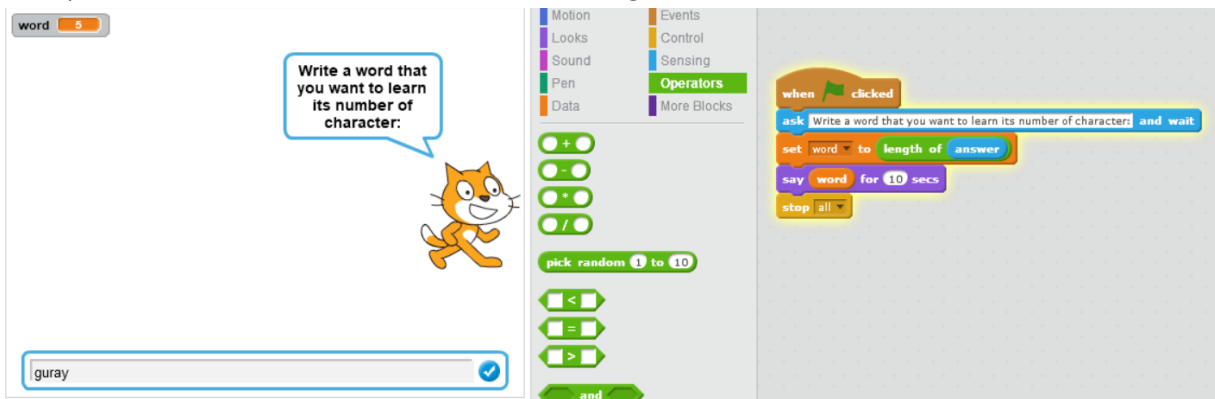 word 5
Write a word that
you want to learn
its number of
character:
guray
Motion Events
Looks Control
Sound Sensing
Pen Operators
Data More Blocks
+
-
*
/
pick random 1 to 10
<
=
>
and
when clicked
ask Write a word that you want to learn its number of character: and wait
set word to length of answer
say word for 10 secs
stop all